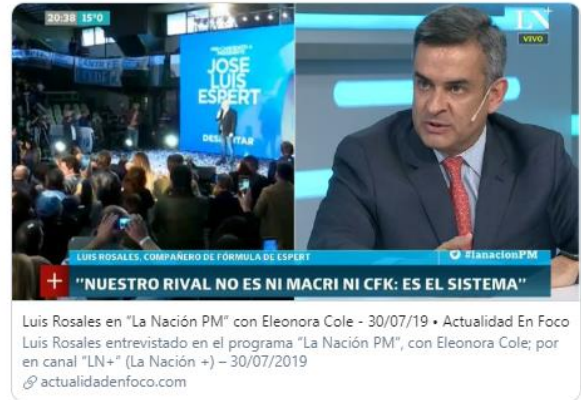 20:38 15°0
LN+
VIVO
JOSE
LUIS
ESPERT
LUIS ROSALES, COMPAÑERO DE FÓRMULA DE ESPERT
#lanacionPM
"NUESTRO RIVAL NO ES NI MACRI NI CFK: ES EL SISTEMA"
Luis Rosales en "La Nación PM" con Eleonora Cole - 30/07/19 • Actualidad En Foco
Luis Rosales entrevistado en el programa "La Nación PM", con Eleonora Cole; por
en canal "LN+" (La Nación +) – 30/07/2019
actualidadenfoco.com